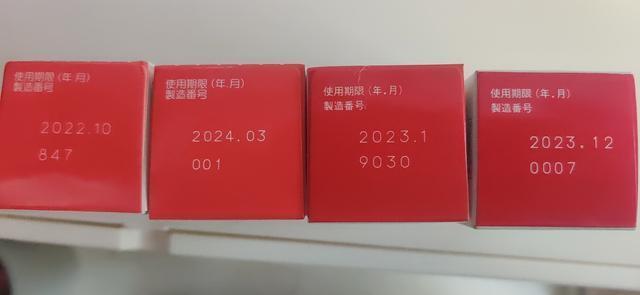 使用期限(年.月)
製造番号
2022.10
847
使用期限(年.月)
製造番号
2024.03
001
使用期限(年.月)
製造番号
2023.1
9030
使用期限(年.月)
製造番号
2023.12
0007